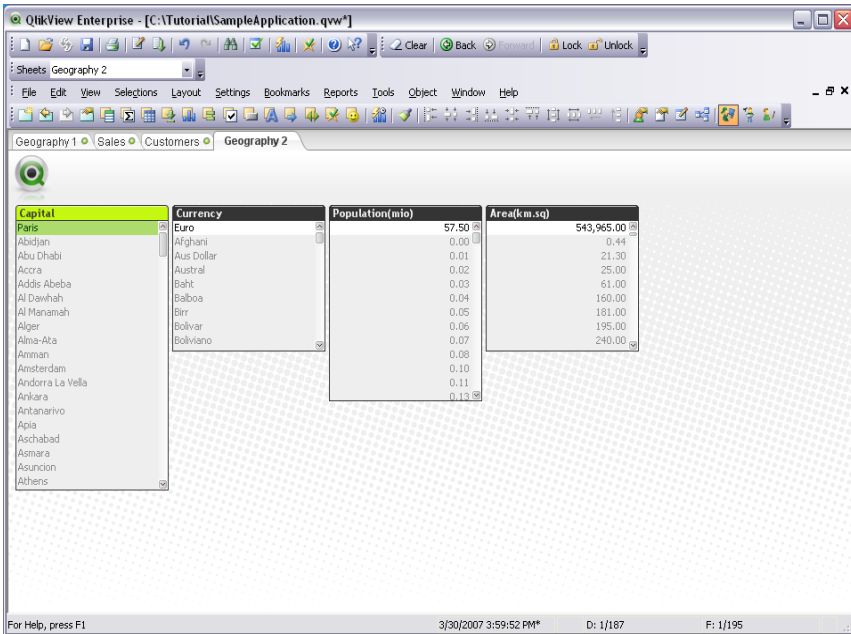 QlikView Enterprise - [C:\Tutorial\SampleApplication.qvw*]
Clear Back Forward Lock Unlock
Sheets Geography 2
File Edit View Selections Layout Settings Bookmarks Reports Tools Object Window Help
Geography 1 Sales Customers Geography 2
Capital
Paris
Abidjan
Abu Dhabi
Accra
Addis Abeba
Al Dawhah
Al Manamah
Alger
Alma-Ata
Amman
Amsterdam
Andorra La Vella
Ankara
Antanarivo
Apia
Aschabad
Asmara
Asuncion
Athens
Currency
Euro
Afghani
Aus Dollar
Austral
Baht
Balboa
Birr
Bolivar
Boliviano
Population(mio)
57.50
0.00
0.01
0.02
0.03
0.04
0.05
0.06
0.07
0.08
0.10
0.11
0.13
Area(km.sq)
543,965.00
0.44
21.30
25.00
61.00
160.00
181.00
195.00
240.00
For Help, press F1 3/30/2007 3:59:52 PM* D: 1/187 F: 1/195